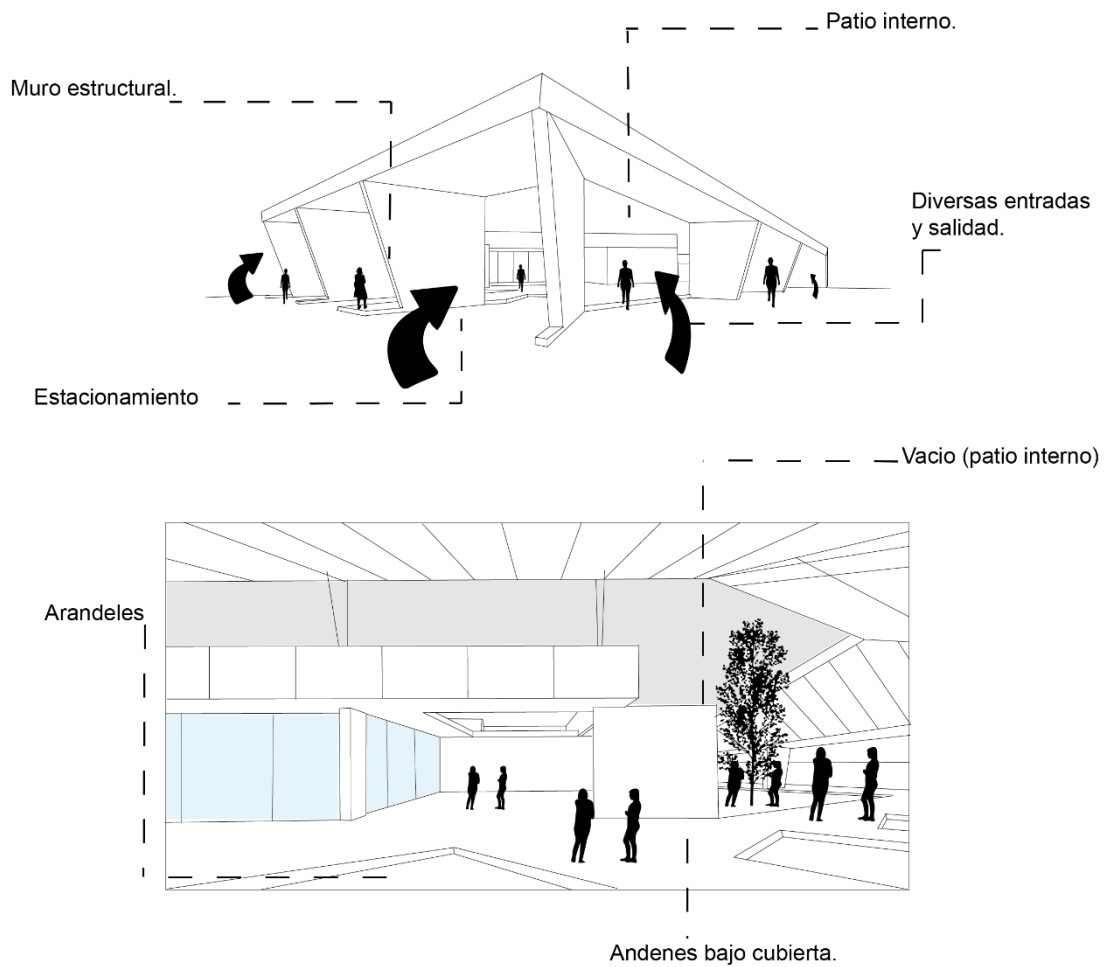 Patio interno.
Muro estructural.
Diversas entradas
y salidad.
Estacionamiento
Vacio (patio interno)
Arandeles
Andenes bajo cubierta.